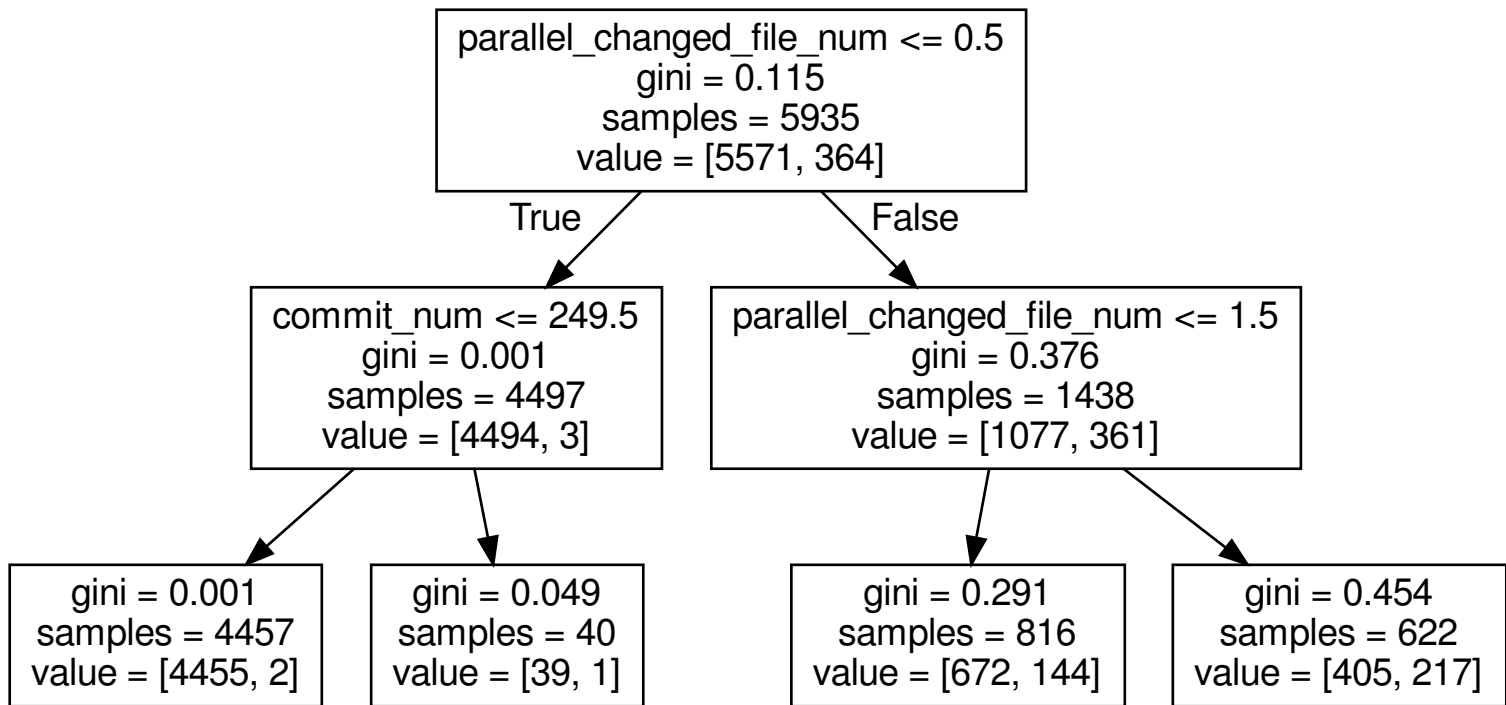 parallel_changed_file_num <= 0.5
gini = 0.115
samples = 5935
value = [5571, 364]
True
False
commit_num <= 249.5
gini = 0.001
samples = 4497
value = [4494, 3]
parallel_changed_file_num <= 1.5
gini = 0.376
samples = 1438
value = [1077, 361]
gini = 0.001
samples = 4457
value = [4455, 2]
gini = 0.049
samples = 40
value = [39, 1]
gini = 0.291
samples = 816
value = [672, 144]
gini = 0.454
samples = 622
value = [405, 217]